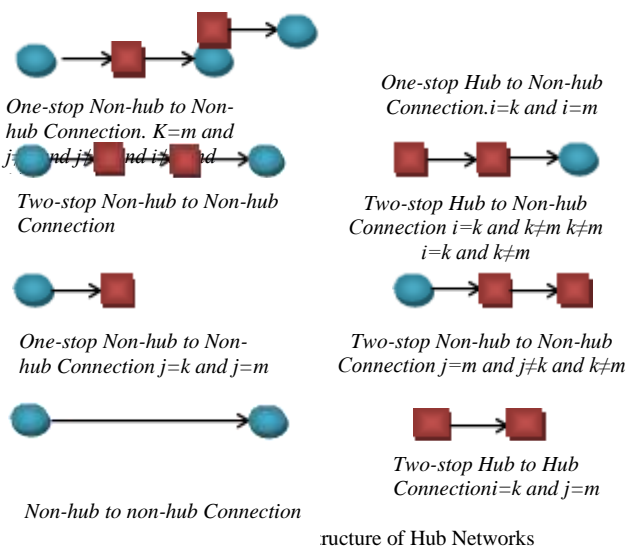 One-stop Non-hub to Non-
hub Connection. K=m and
One-stop Hub to Non-hub
Connection.i=k and i=m
Two-stop Non-hub to Non-hub
Connection
Two-stop Hub to Non-hub
Connection i=k and k≠m k≠m
i=k and k≠m
One-stop Non-hub to Non-
hub Connection j=k and j=m
Two-stop Non-hub to Non-hub
Connection j=m and j≠k and k≠m
Non-hub to non-hub Connection
Two-stop Hub to Hub
Connectioni=k and j=m
ructure of Hub Networks